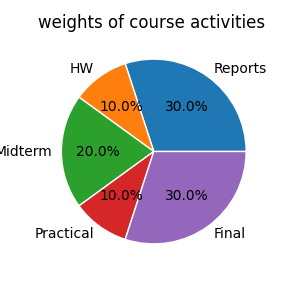 weights of course activities
HW
Reports
10.0%
30.0%
Midterm
20.0%
10.0%
30.0%
Practical
Final